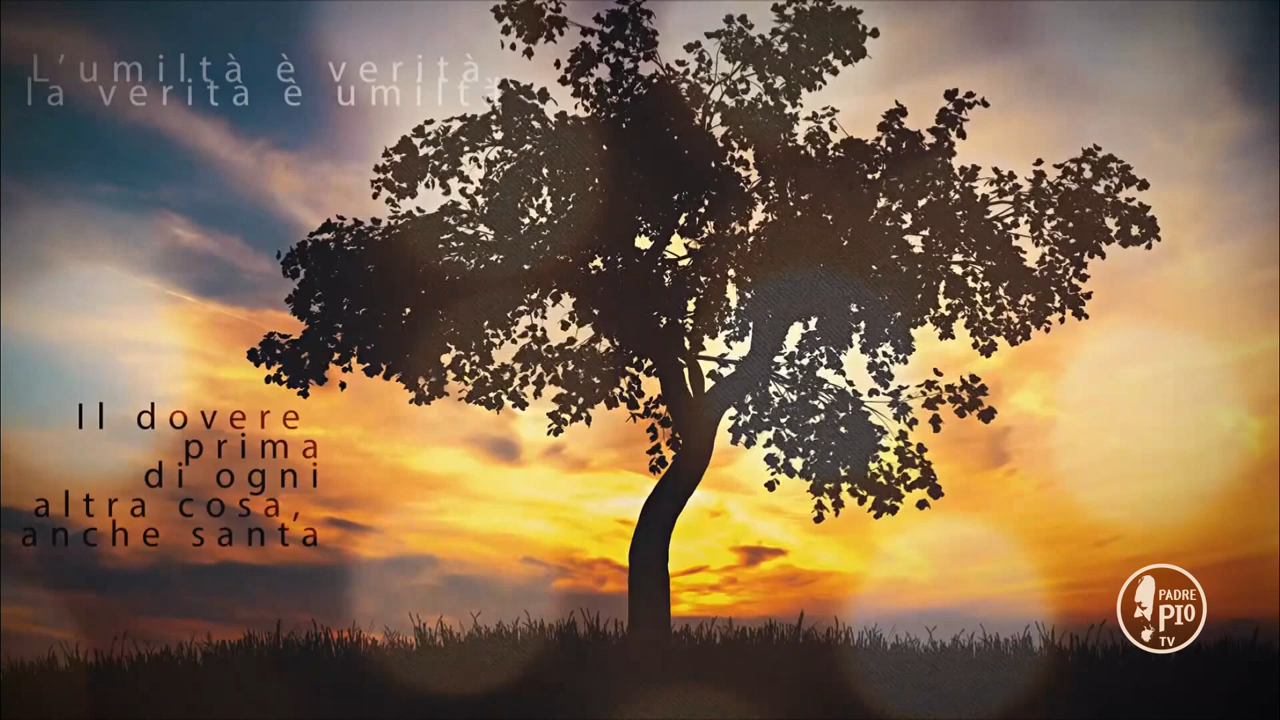 L'umiltà è verità,
la verità è umiltà
Il dovere
prima
di ogni
altra cosa,
anche santa
PADRE
PIO
TV